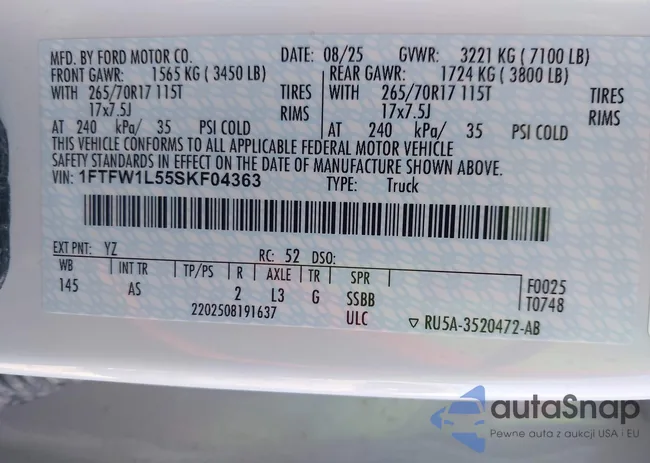 MFD. BY FORD MOTOR CO. DATE: 08/25 GVWR: 3221 KG ( 7100 LB)
FRONT GAWR: 1565 KG ( 3450 LB) REAR GAWR: 1724 KG ( 3800 LB)
WITH 265/70R17 115T TIRES WITH 265/70R17 115T TIRES
17x7.5J RIMS 17x7.5J RIMS
AT 240 kPa/ 35 PSI COLD AT 240 kPa/ 35 PSI COLD
THIS VEHICLE CONFORMS TO ALL APPLICABLE FEDERAL MOTOR VEHICLE
SAFETY STANDARDS IN EFFECT ON THE DATE OF MANUFACTURE SHOWN ABOVE.
VIN: 1FTFW1L55SKF04363 TYPE: Truck
EXT PNT: YZ RC: 52 DSO:
WB INT TR TP/PS R AXLE TR SPR F0025
145 AS 2 L3 G SSBB T0748
2202508191637 ULC ▽ RU5A-3520472-AB
autaSnap
Pewne auta z aukcji USA i EU